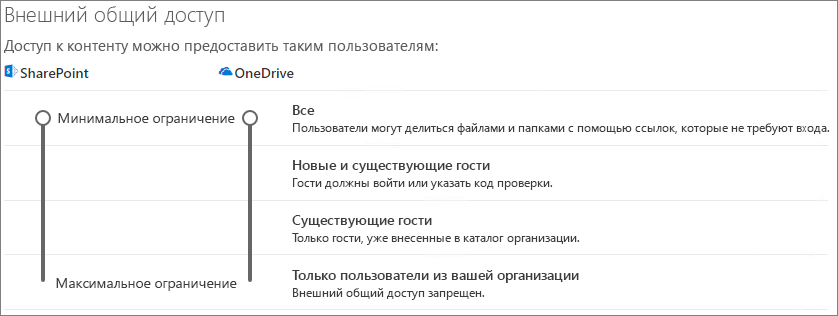 Внешний общий доступ
Доступ к контенту можно предоставить таким пользователям:
SharePoint
OneDrive
Минимальное ограничение
Все
Пользователи могут делиться файлами и папками с помощью ссылок, которые не требуют входа.
Новые и существующие гости
Гости должны войти или указать код проверки.
Существующие гости
Только гости, уже внесенные в каталог организации.
Максимальное ограничение
Только пользователи из вашей организации
Внешний общий доступ запрещен.